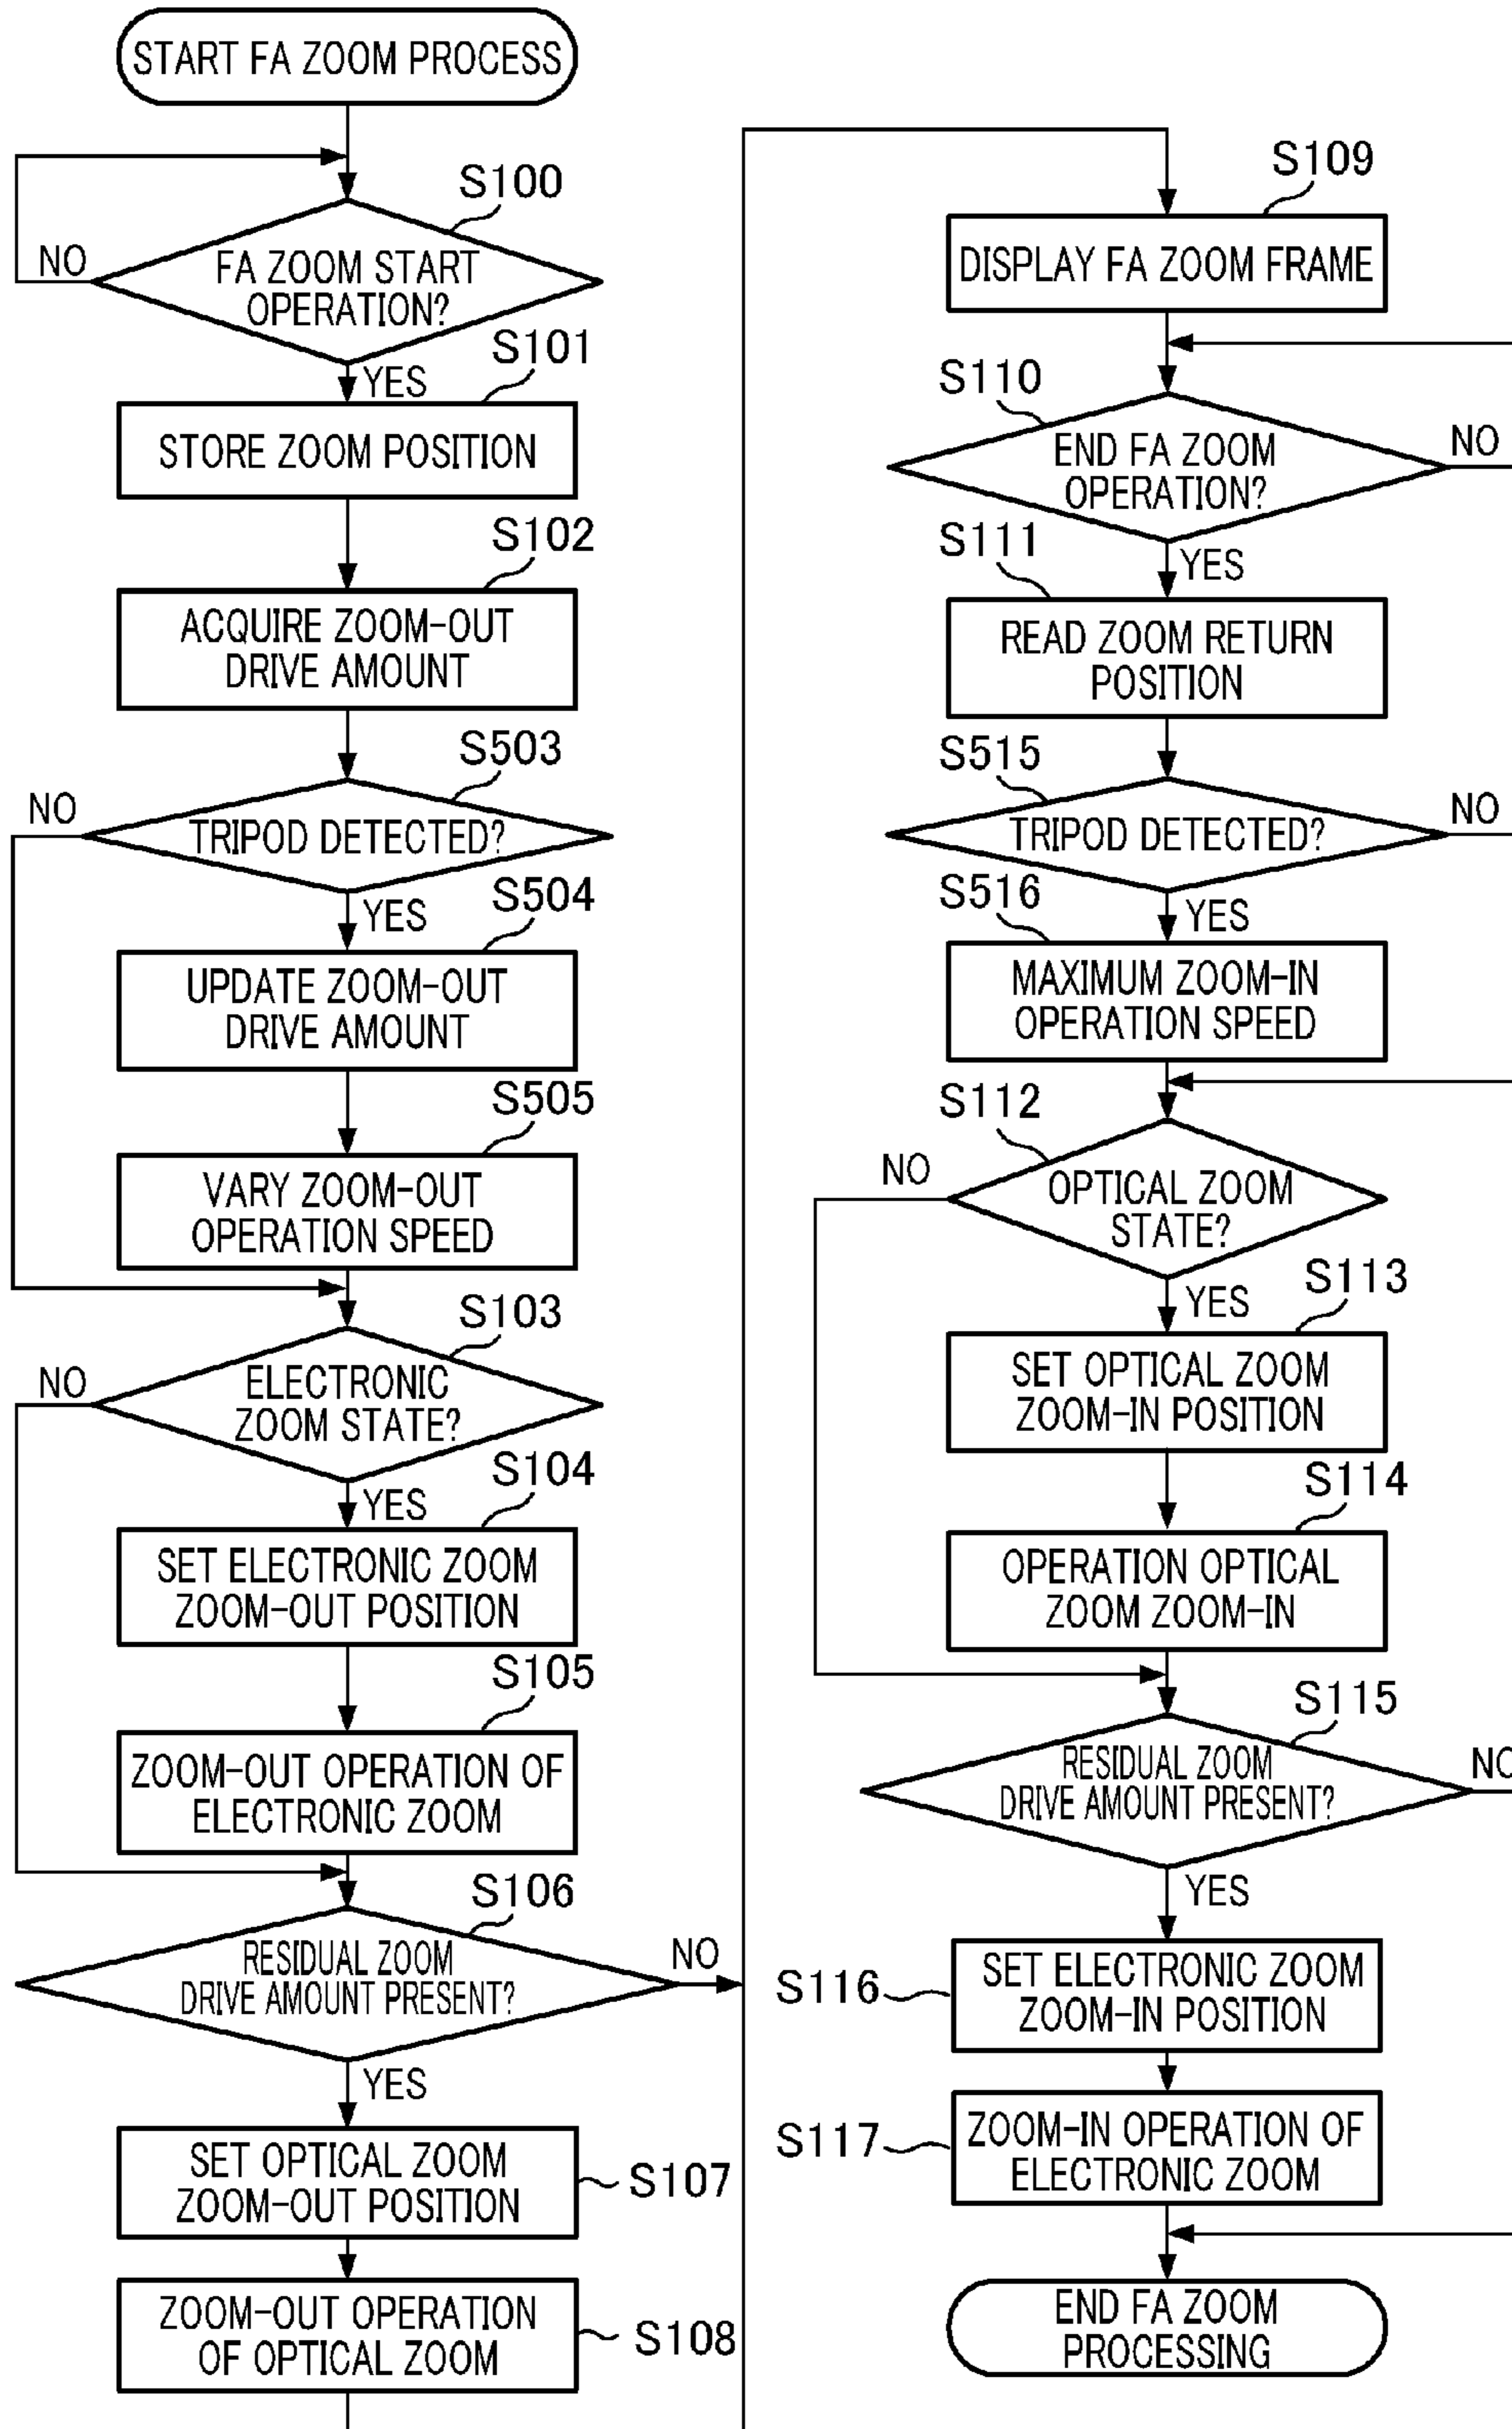 START FA ZOOM PROCESS
S100
NO
FA ZOOM START
OPERATION?
S101
YES
STORE ZOOM POSITION
S102
ACQUIRE ZOOM-OUT
DRIVE AMOUNT
S503
NO
TRIPOD DETECTED?
S504
YES
UPDATE ZOOM-OUT
DRIVE AMOUNT
S505
VARY ZOOM-OUT
OPERATION SPEED
S103
NO
ELECTRONIC
ZOOM STATE?
S104
YES
SET ELECTRONIC ZOOM
ZOOM-OUT POSITION
S105
ZOOM-OUT OPERATION OF
ELECTRONIC ZOOM
S106
RESIDUAL ZOOM
DRIVE AMOUNT PRESENT?
NO
YES
SET OPTICAL ZOOM
ZOOM-OUT POSITION
S107
ZOOM-OUT OPERATION
OF OPTICAL ZOOM
S108
S109
DISPLAY FA ZOOM FRAME
S110
END FA ZOOM
OPERATION?
NO
S111
YES
READ ZOOM RETURN
POSITION
S515
TRIPOD DETECTED?
NO
S516
YES
MAXIMUM ZOOM-IN
OPERATION SPEED
S112
NO
OPTICAL ZOOM
STATE?
S113
YES
SET OPTICAL ZOOM
ZOOM-IN POSITION
S114
OPERATION OPTICAL
ZOOM ZOOM-IN
S115
RESIDUAL ZOOM
DRIVE AMOUNT PRESENT?
NO
YES
S116
SET ELECTRONIC ZOOM
ZOOM-IN POSITION
S117
ZOOM-IN OPERATION OF
ELECTRONIC ZOOM
END FA ZOOM
PROCESSING